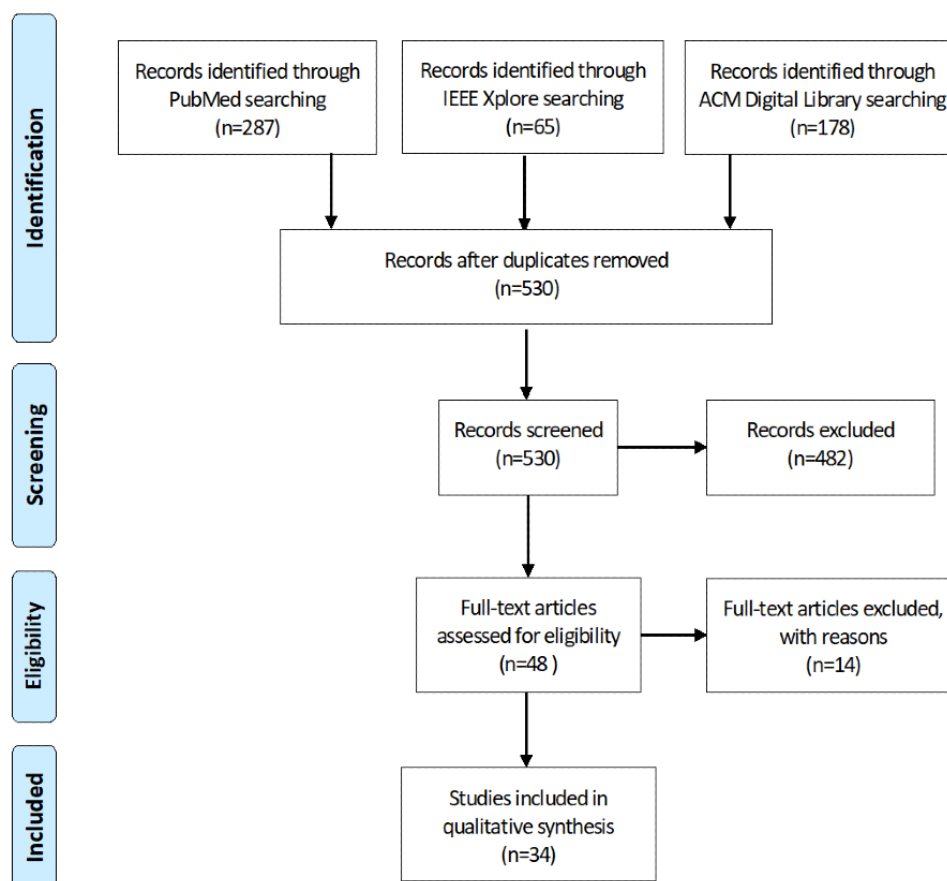 Identification
Records identified through
PubMed searching
(n=287)
Records identified through
IEEE Xplore searching
(n=65)
Records identified through
ACM Digital Library searching
(n=178)
Records after duplicates removed
(n=530)
Screening
Records screened
(n=530)
Records excluded
(n=482)
Eligibility
Full-text articles
assessed for eligibility
(n=48 )
Full-text articles excluded,
with reasons
(n=14)
Included
Studies included in
qualitative synthesis
(n=34)